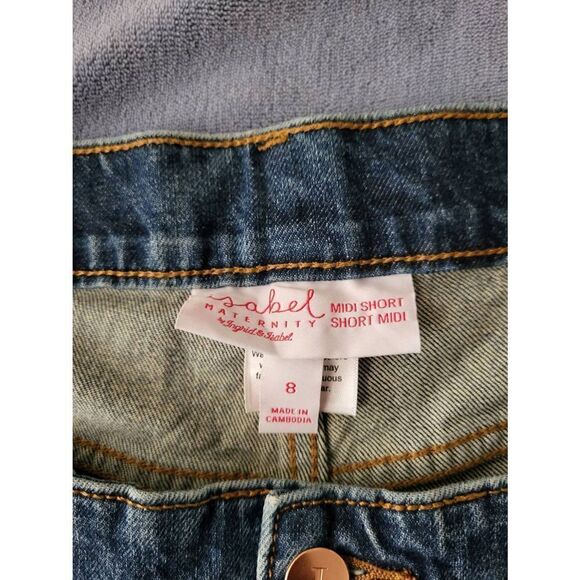 isabel
MATERNITY
by Ingrid & Isabel.
MIDI SHORT
SHORT MIDI
8
MADE IN
CAMBODIA
may